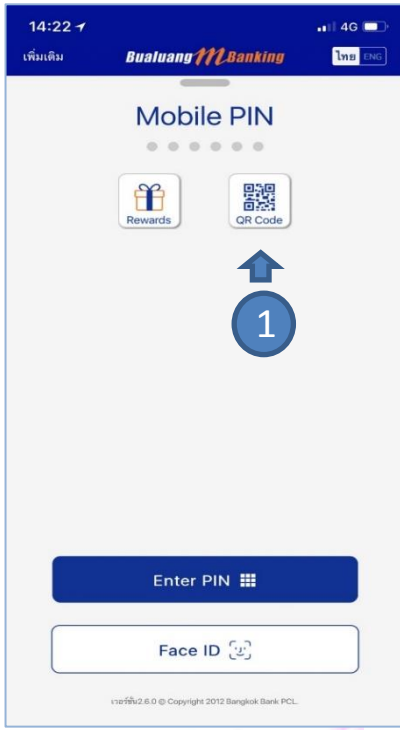 14:22 4G
เพิ่มเติม Bualuang mBanking ไทย ENG
Mobile PIN
Rewards QR Code
1
Enter PIN
Face ID
เวอร์ชั่น2.6.0 © Copyright 2012 Bangkok Bank PCL.